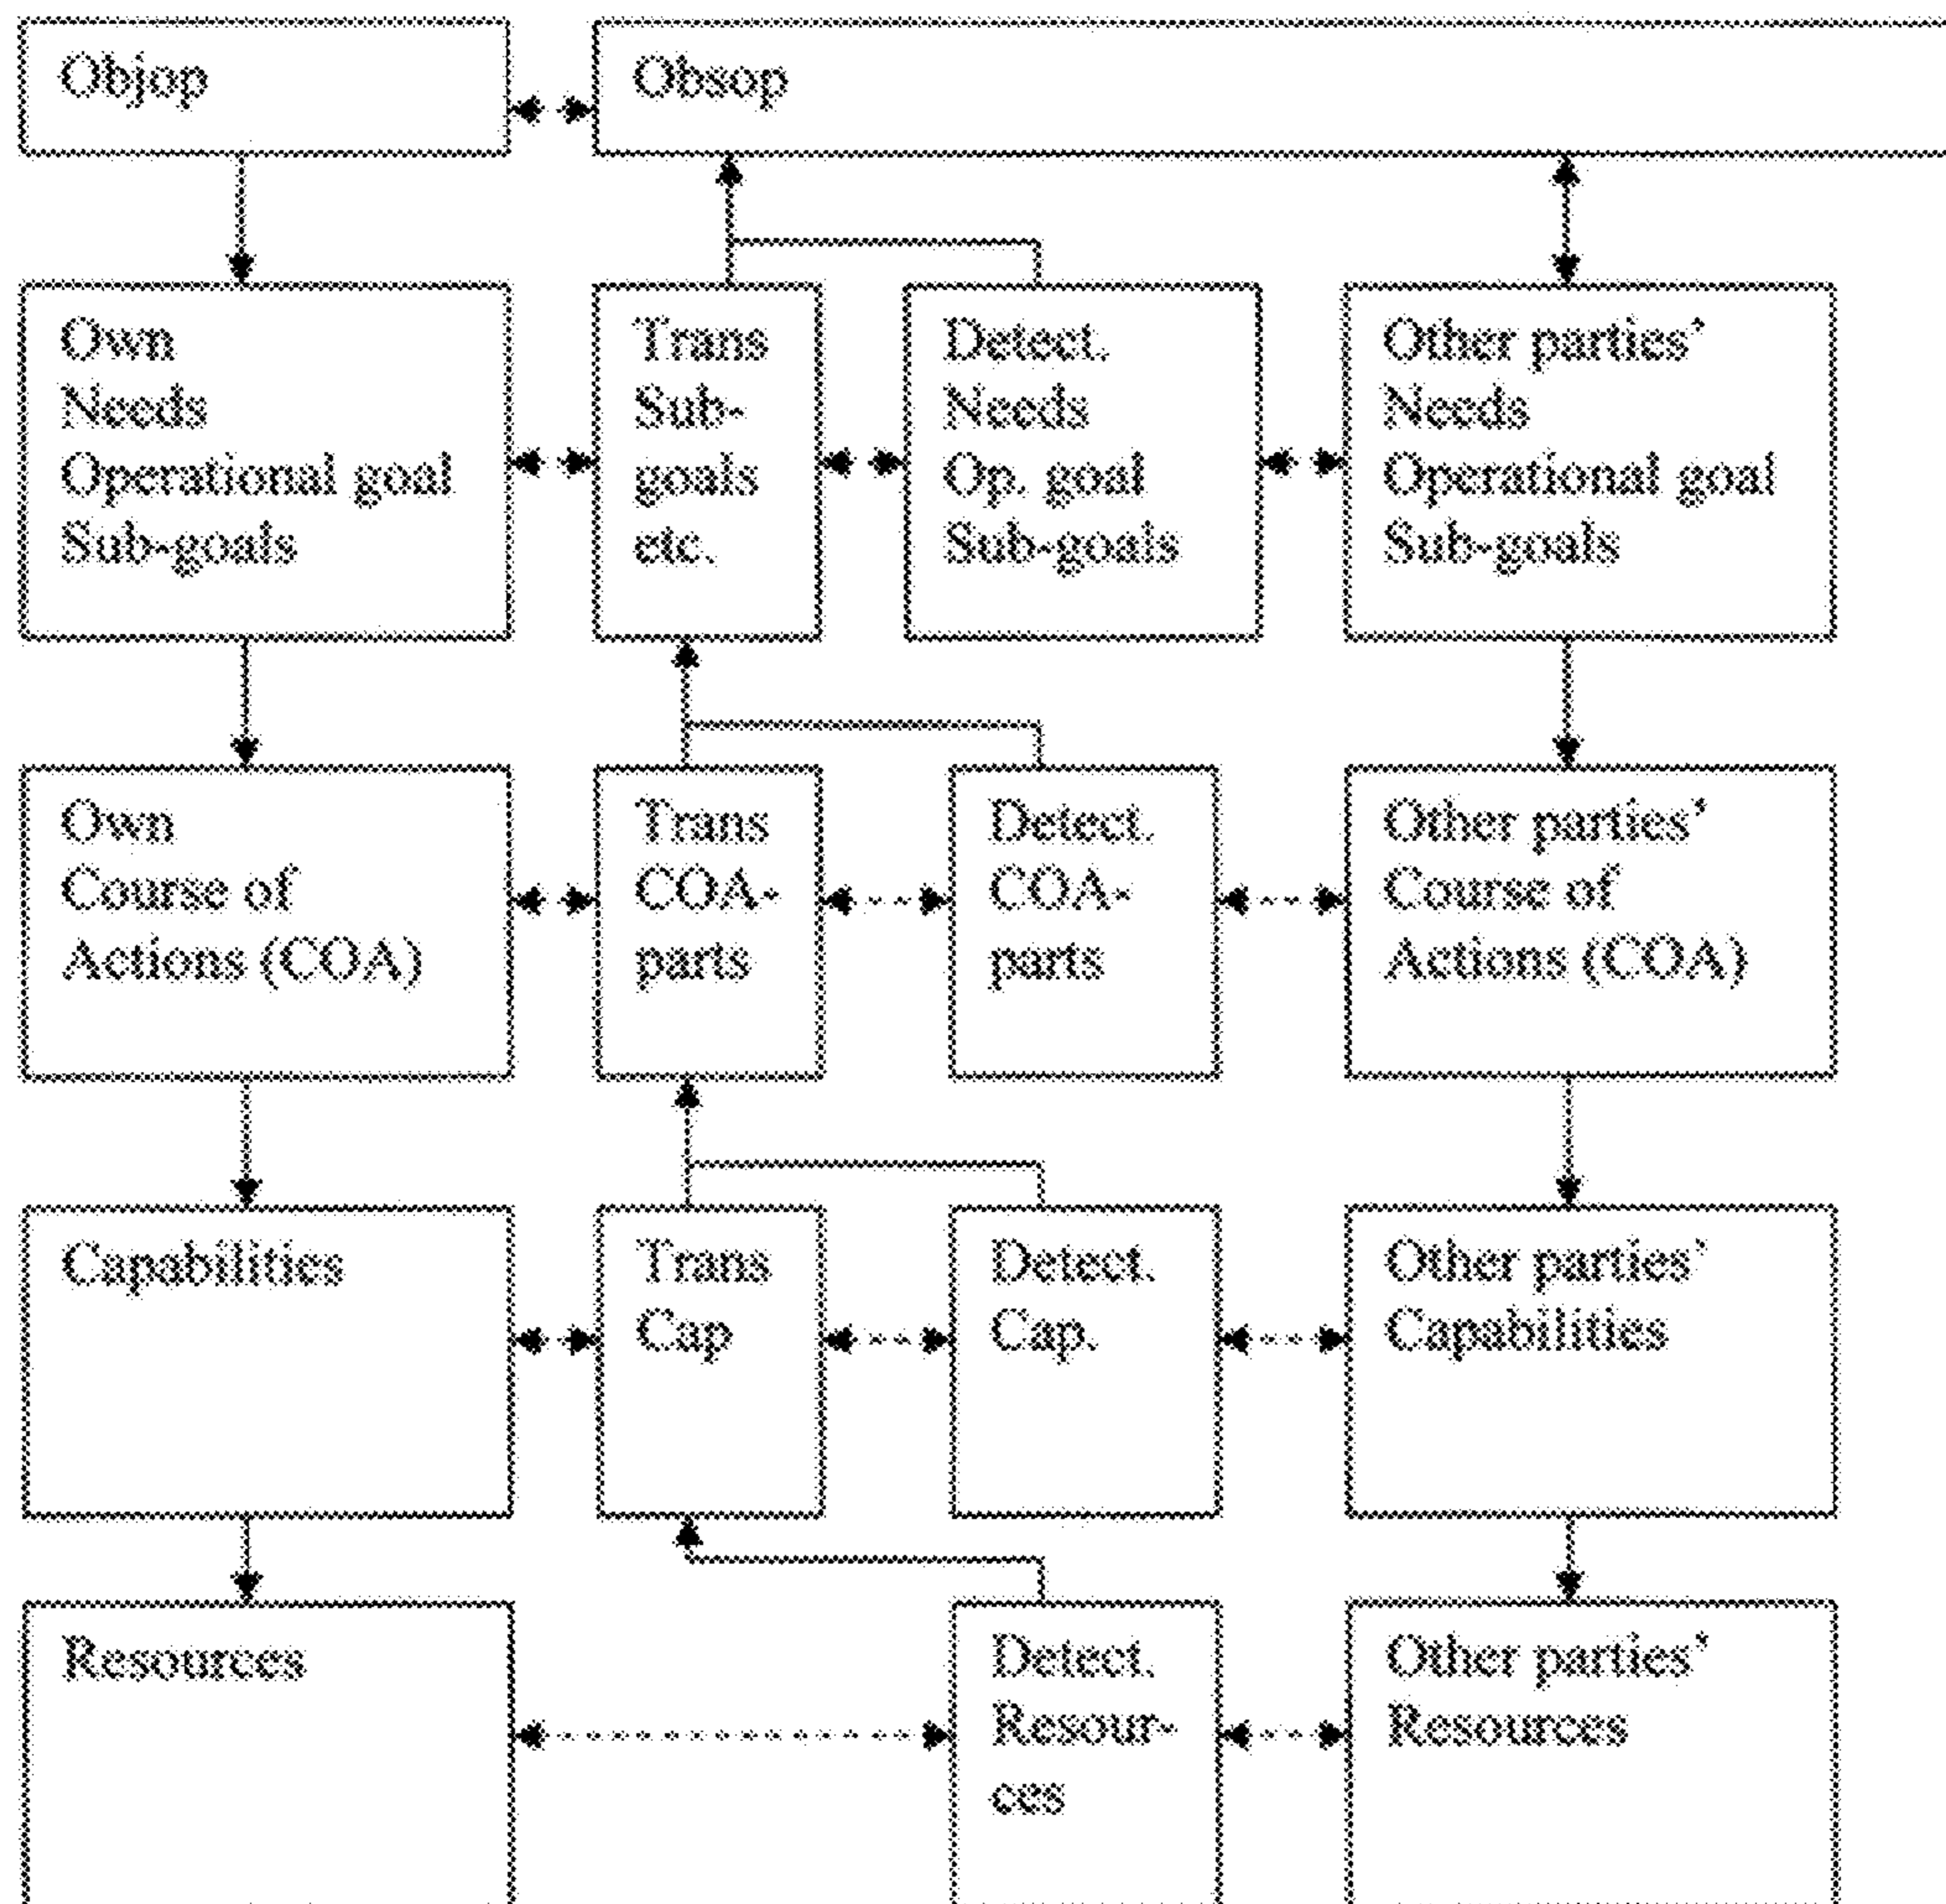 Objop
Obsop
Own
Needs
Operational goal
Sub-goals
Trans
Sub-
goals
etc.
Detect.
Needs
Op. goal
Sub-goals
Other parties’
Needs
Operational goal
Sub-goals
Own
Course of
Actions (COA)
Trans
COA-
parts
Detect.
COA-
parts
Other parties’
Course of
Actions (COA)
Capabilities
Trans
Cap
Detect.
Cap.
Other parties’
Capabilities
Resources
Detect.
Resour-
ces
Other parties’
Resources